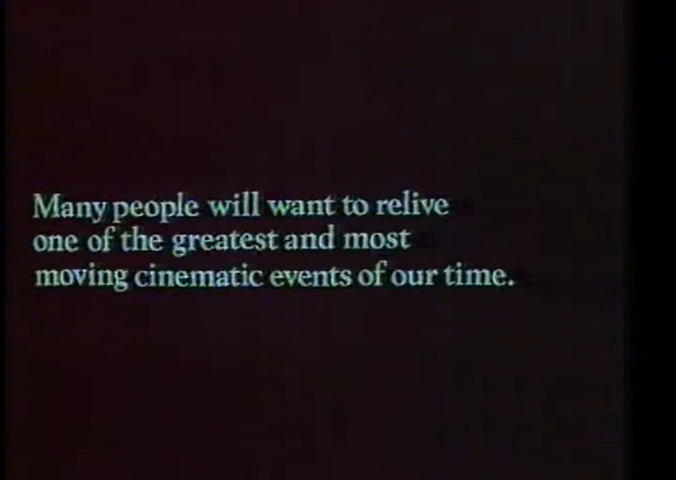 Many people will want to relive
one of the greatest and most
moving cinematic events of our time.